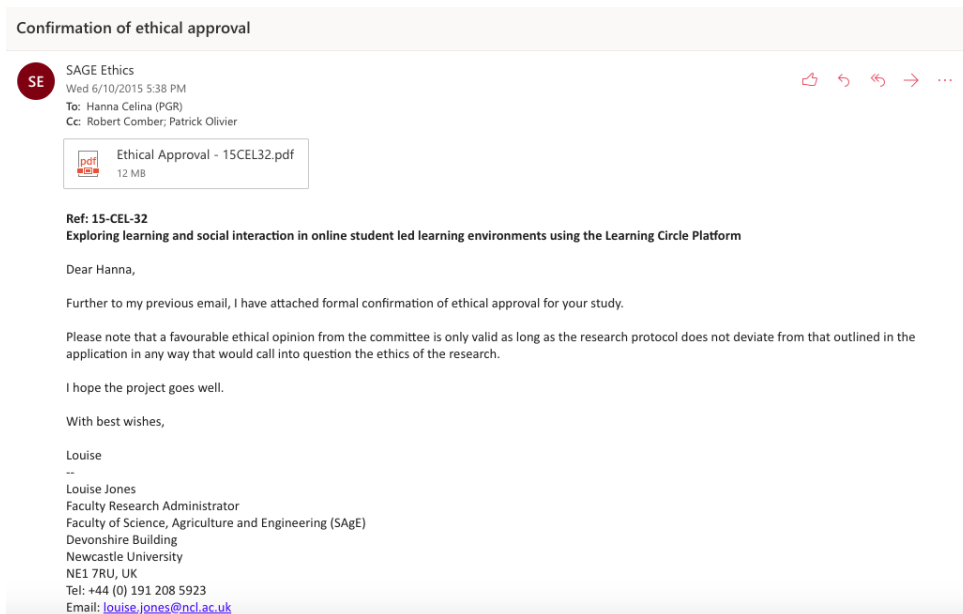 Confirmation of ethical approval
SE
SAGE Ethics
Wed 6/10/2015 5:38 PM
To: Hanna Celina (PGR)
Cc: Robert Comber; Patrick Olivier
pdf
Ethical Approval - 15CEL32.pdf
12 MB
Ref: 15-CEL-32
Exploring learning and social interaction in online student led learning environments using the Learning Circle Platform
Dear Hanna,
Further to my previous email, I have attached formal confirmation of ethical approval for your study.
Please note that a favourable ethical opinion from the committee is only valid as long as the research protocol does not deviate from that outlined in the
application in any way that would call into question the ethics of the research.
I hope the project goes well.
With best wishes,
Louise
--
Louise Jones
Faculty Research Administrator
Faculty of Science, Agriculture and Engineering (SAgE)
Devonshire Building
Newcastle University
NE1 7RU, UK
Tel: +44 (0) 191 208 5923
Email: louise.jones@ncl.ac.uk